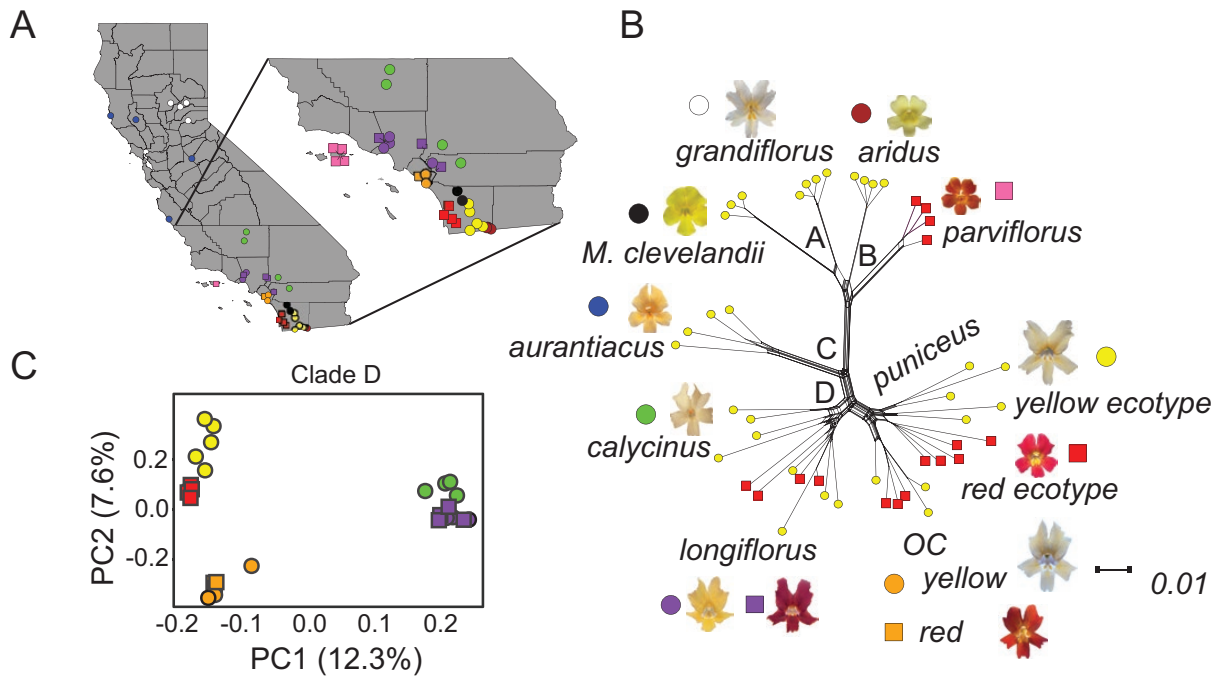 A
B
grandiflorus
aridus
M. clevelandii
A
B
parviflorus
aurantiacus
C
puniceus
D
yellow ecotype
calycinus
red ecotype
longiflorus
OC
yellow
0.01
red
C
Clade D
PC2 (7.6%)
0.2
0.0
-0.2
-0.2
-0.1
0.0
0.1
0.2
PC1 (12.3%)